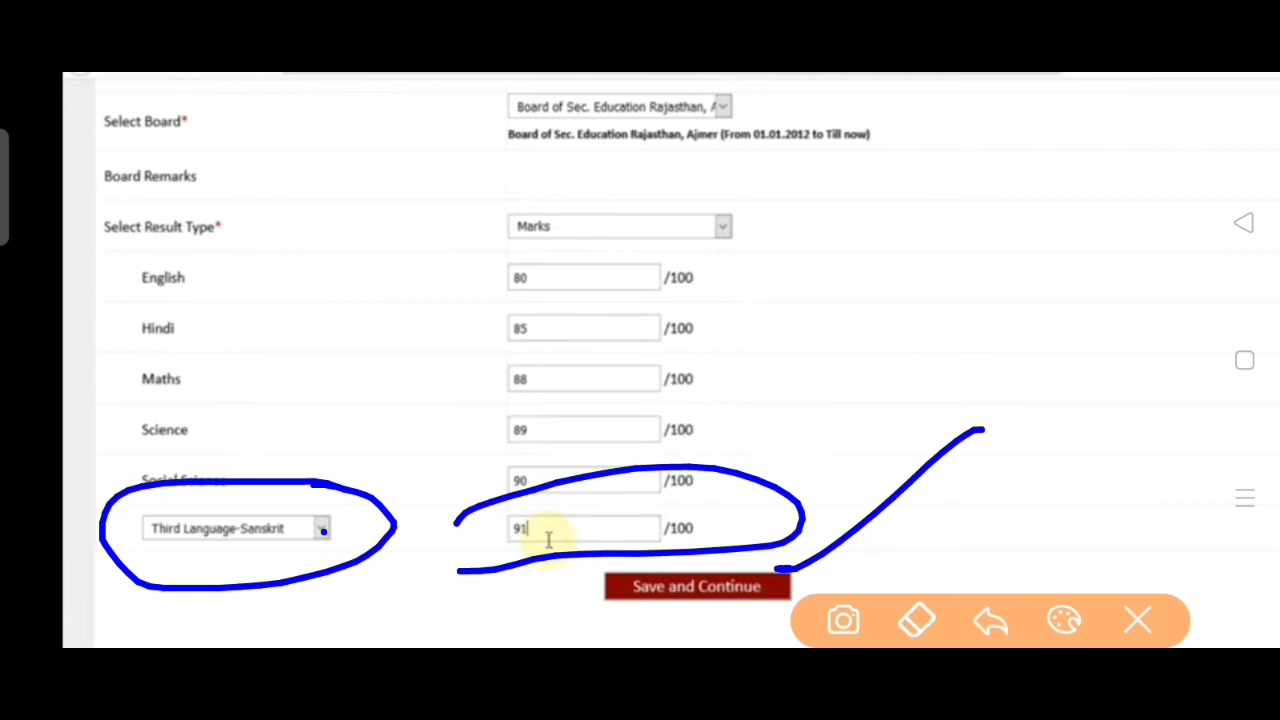 Select Board*
Board of Sec. Education Rajasthan, A
Board of Sec. Education Rajasthan, Ajmer (From 01.01.2012 to Till now)
Board Remarks
Select Result Type*
Marks
English 80 /100
Hindi 85 /100
Maths 88 /100
Science 89 /100
Social Science 90 /100
Third Language-Sanskrit 91 /100
Save and Continue